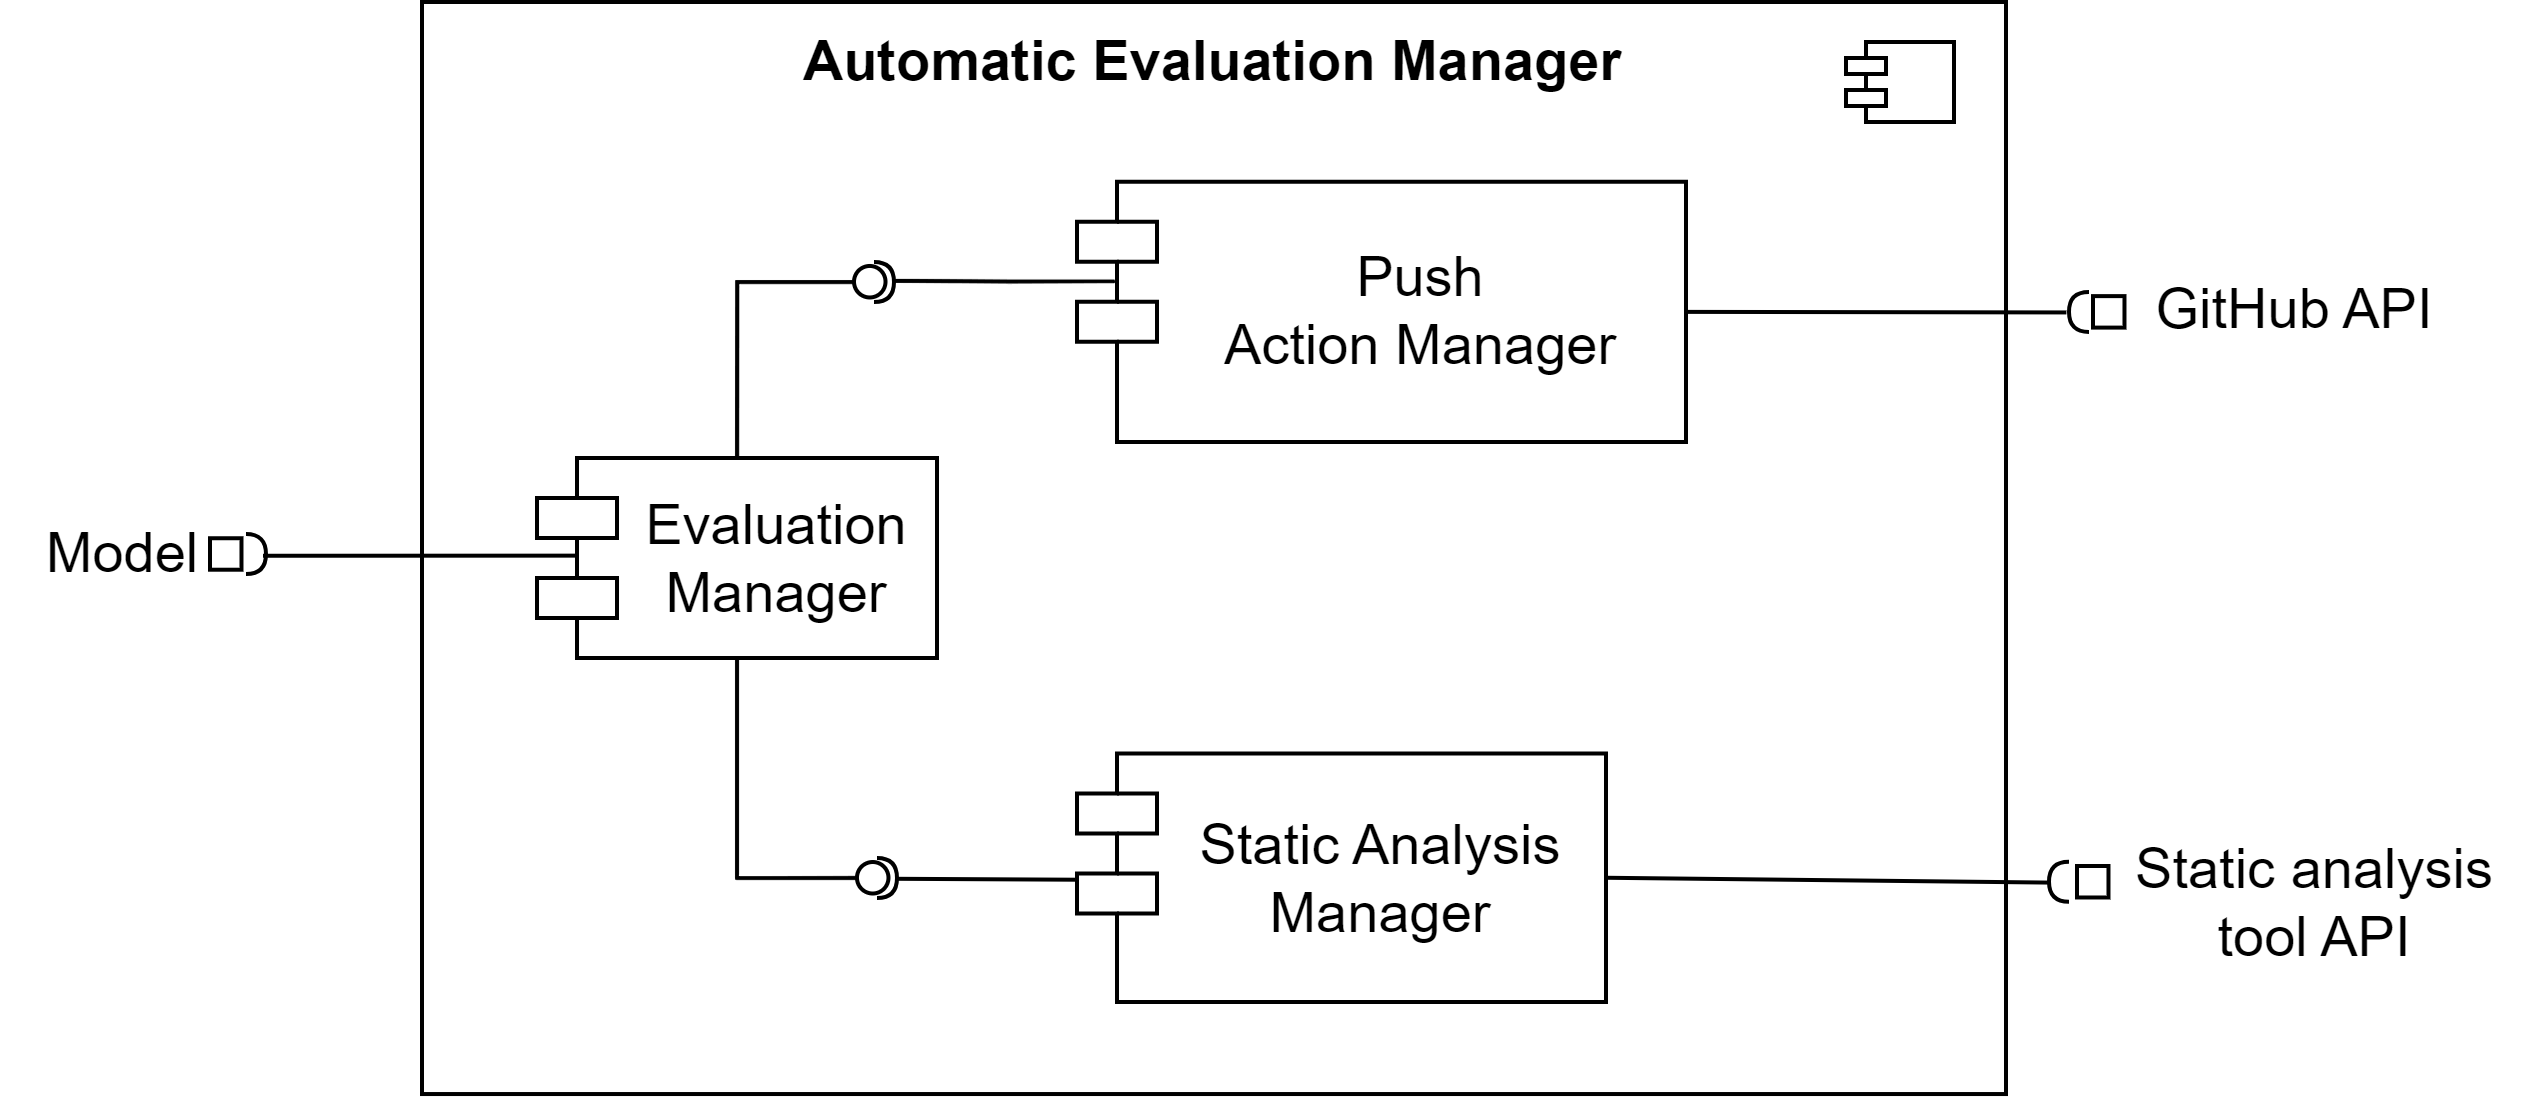 Automatic Evaluation Manager
Push
Action Manager
GitHub API
Evaluation
Manager
Model
Static Analysis
Manager
Static analysis
tool API